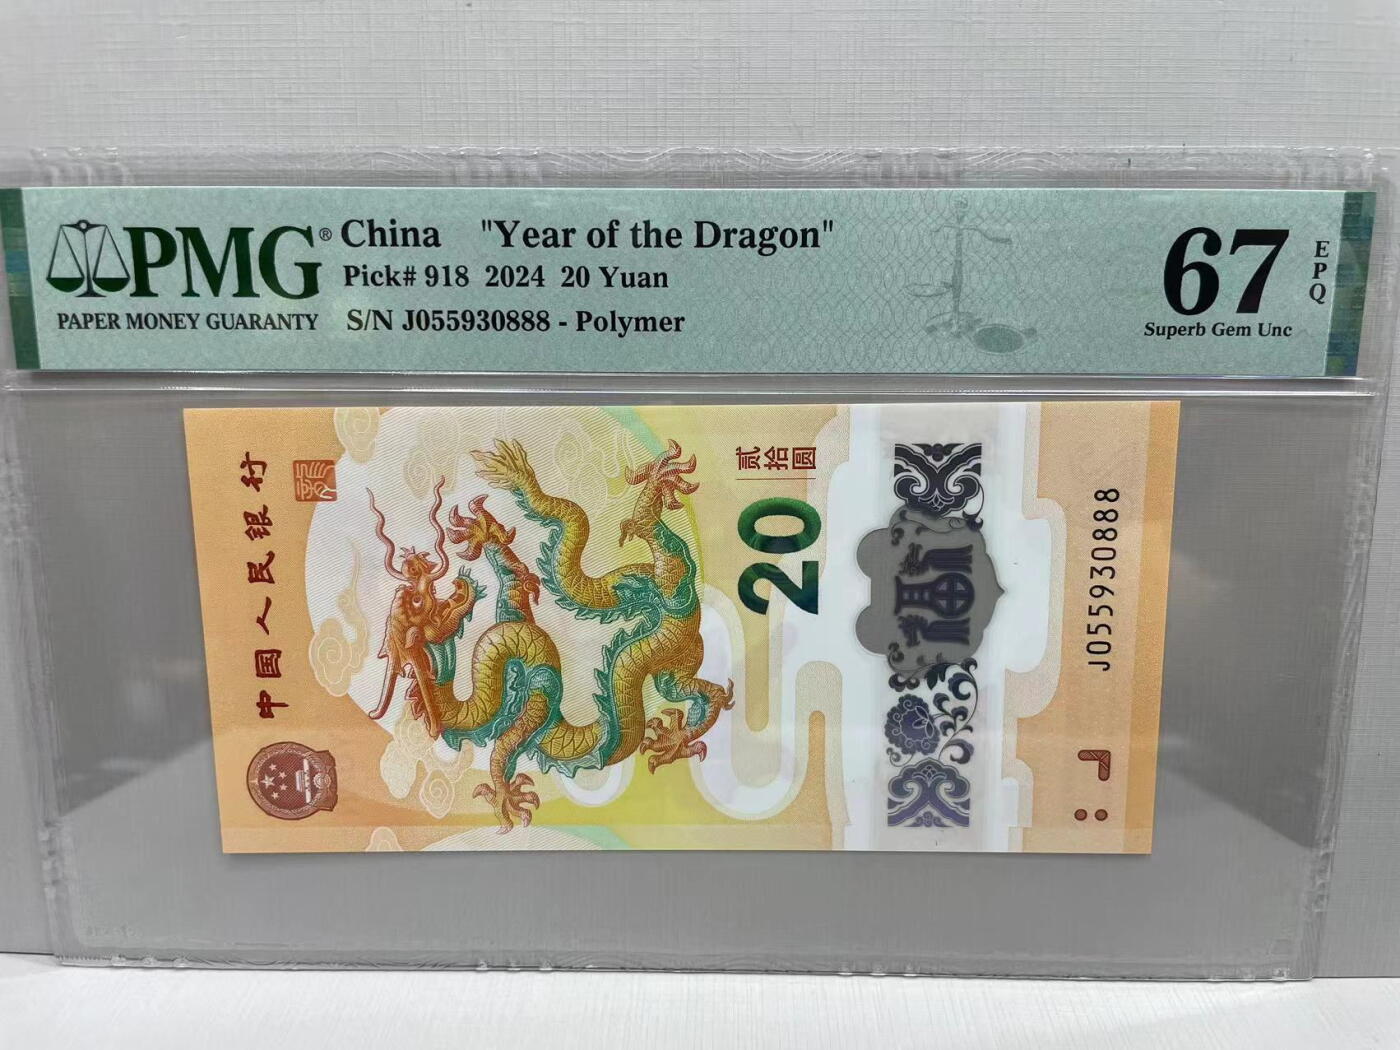 PMG® China "Year of the Dragon"
Pick# 918 2024 20 Yuan
PAPER MONEY GUARANTY
S/N J055930888 - Polymer
67
EPQ
Superb Gem Unc
中国人民银行
贰拾圆
20
J055930888